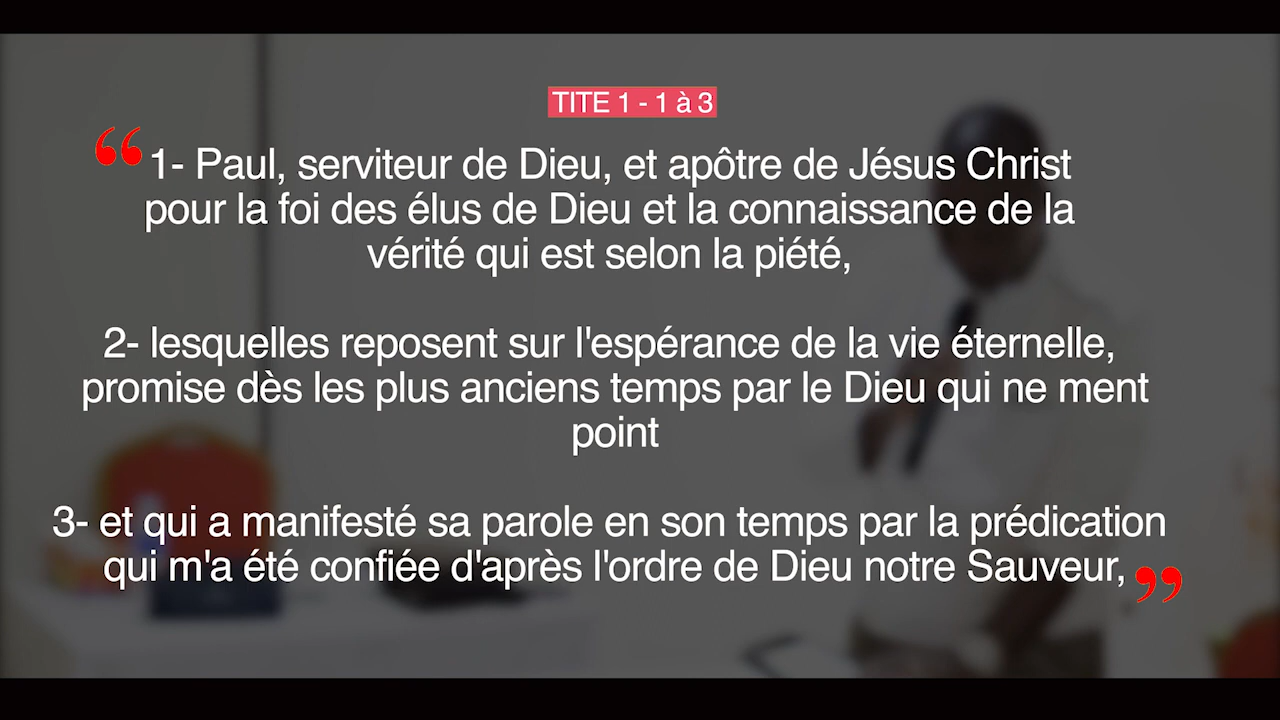 TITE 1 - 1 à 3
“ 1- Paul, serviteur de Dieu, et apôtre de Jésus Christ
pour la foi des élus de Dieu et la connaissance de la
vérité qui est selon la piété,
2- lesquelles reposent sur l'espérance de la vie éternelle,
promise dès les plus anciens temps par le Dieu qui ne ment
point
3- et qui a manifesté sa parole en son temps par la prédication
qui m'a été confiée d'après l'ordre de Dieu notre Sauveur, ”